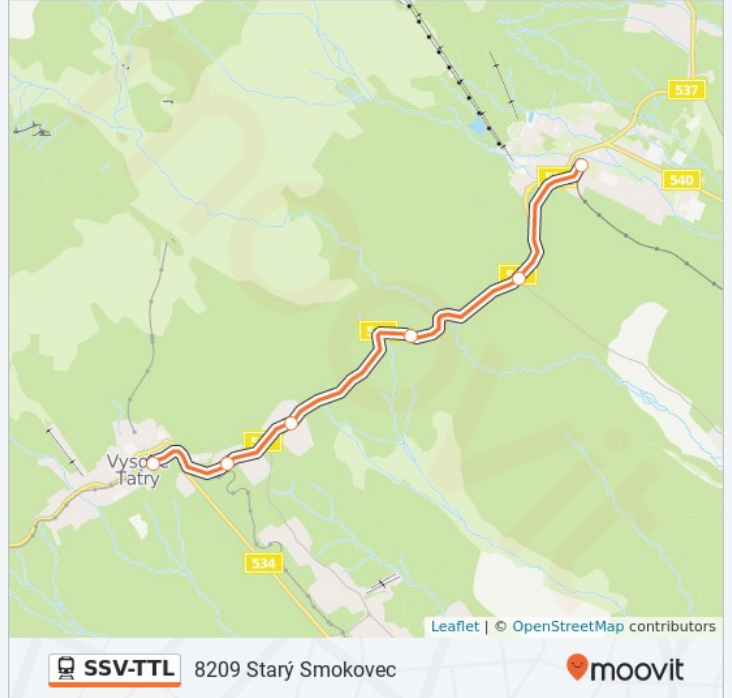 537
540
Vysoké
Tatry
534
Leaflet | © OpenStreetMap contributors
SSV-TTL 8209 Starý Smokovec
moovit